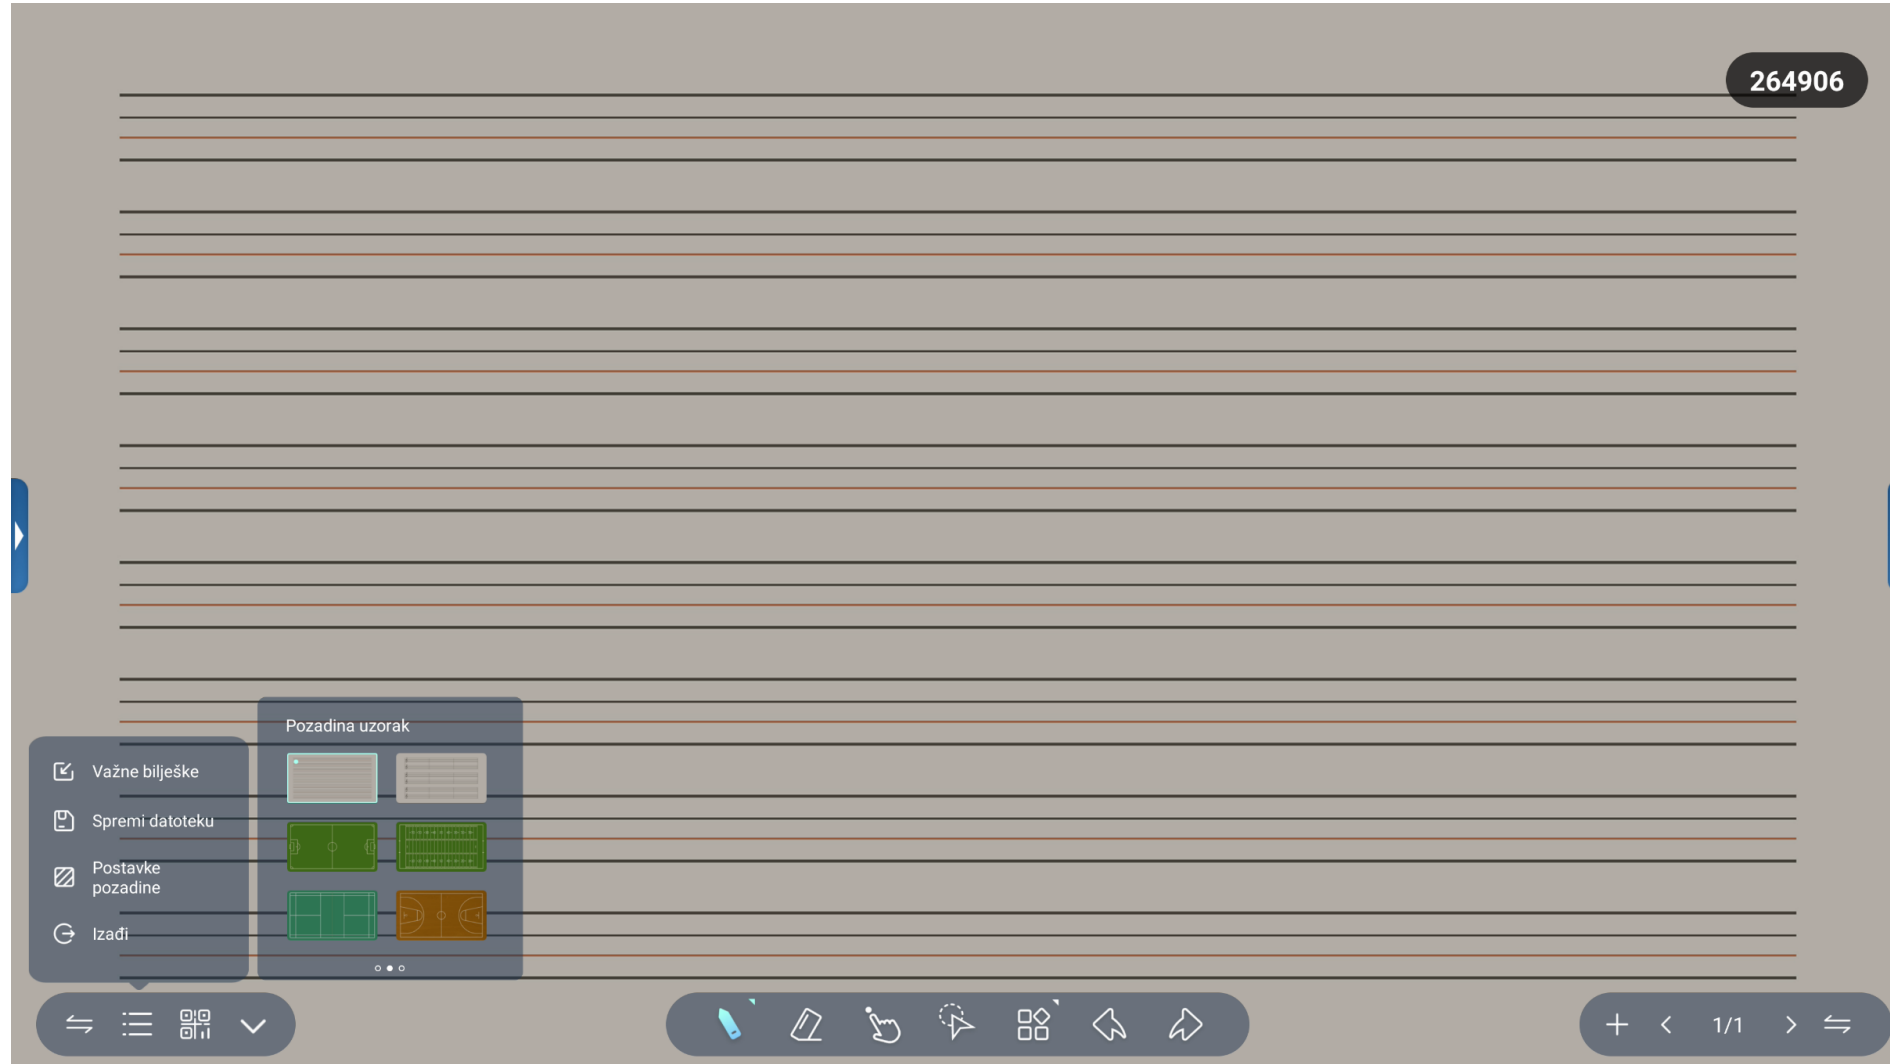 264906
Pozadina uzorak
Važne bilješke
Spremi datoteku
Postavke
pozadine
Izađi
1/1